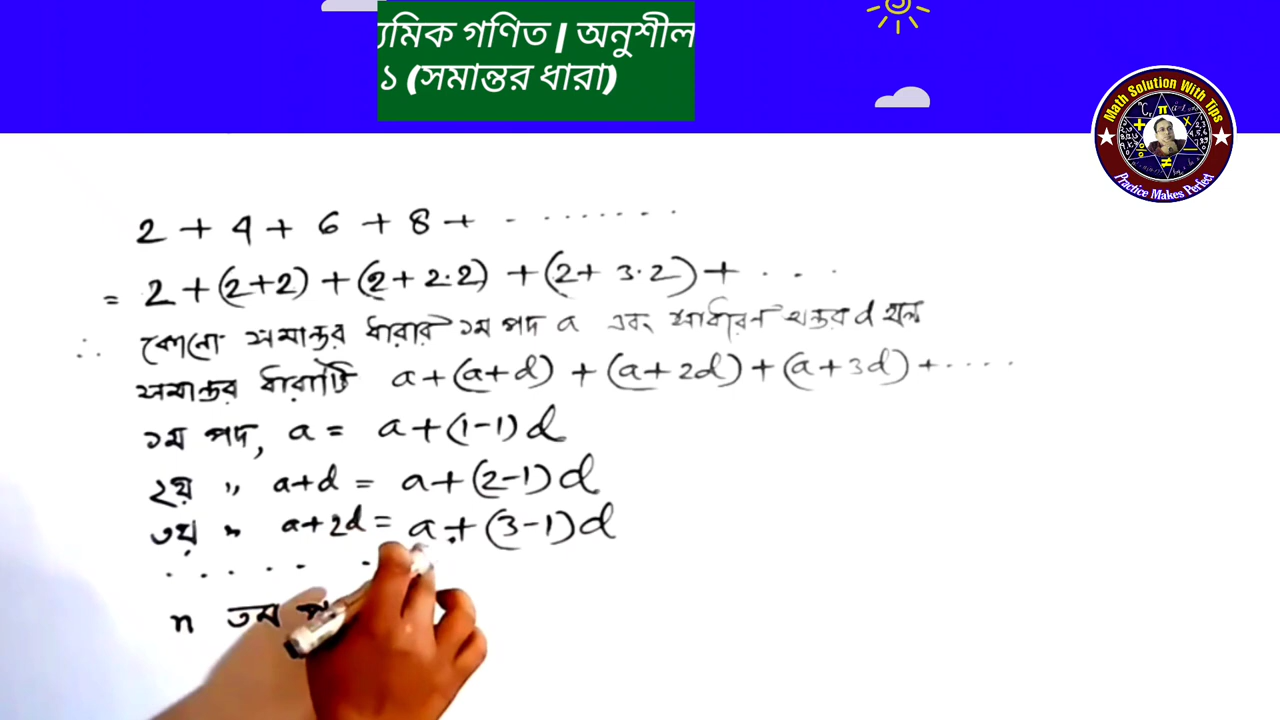 ্যমিক গণিত | অনুশীল
১ (সমান্তর ধারা)
Math Solution With Tips
Practice Makes Perfect
2 + 4 + 6 + 8 + - .......
= 2 + (2+2) + (2 + 2·2) + (2 + 3·2) + ....
∴ কোনো সমান্তর ধারার ১ম পদ a এবং সাধারণ অন্তর d হলে
সমান্তর ধারাটি a + (a+d) + (a+2d) + (a+3d) + .....
১ম পদ, a = a + (1-1)d
২য় " a+d = a + (2-1)d
৩য় " a+2d = a + (3-1)d
. . . . . .
n তম প